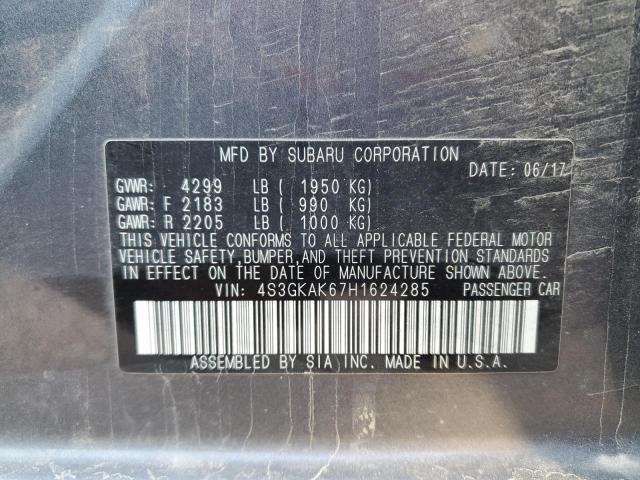 MFD BY SUBARU CORPORATION
DATE: 06/17
GVWR: 4299 LB ( 1950 KG)
GAWR: F 2183 LB ( 990 KG)
GAWR: R 2205 LB ( 1000 KG)
THIS VEHICLE CONFORMS TO ALL APPLICABLE FEDERAL MOTOR
VEHICLE SAFETY, BUMPER, AND THEFT PREVENTION STANDARDS
IN EFFECT ON THE DATE OF MANUFACTURE SHOWN ABOVE.
VIN: 4S3GKAK67H1624285 PASSENGER CAR
ASSEMBLED BY SIA, INC. MADE IN U.S.A.